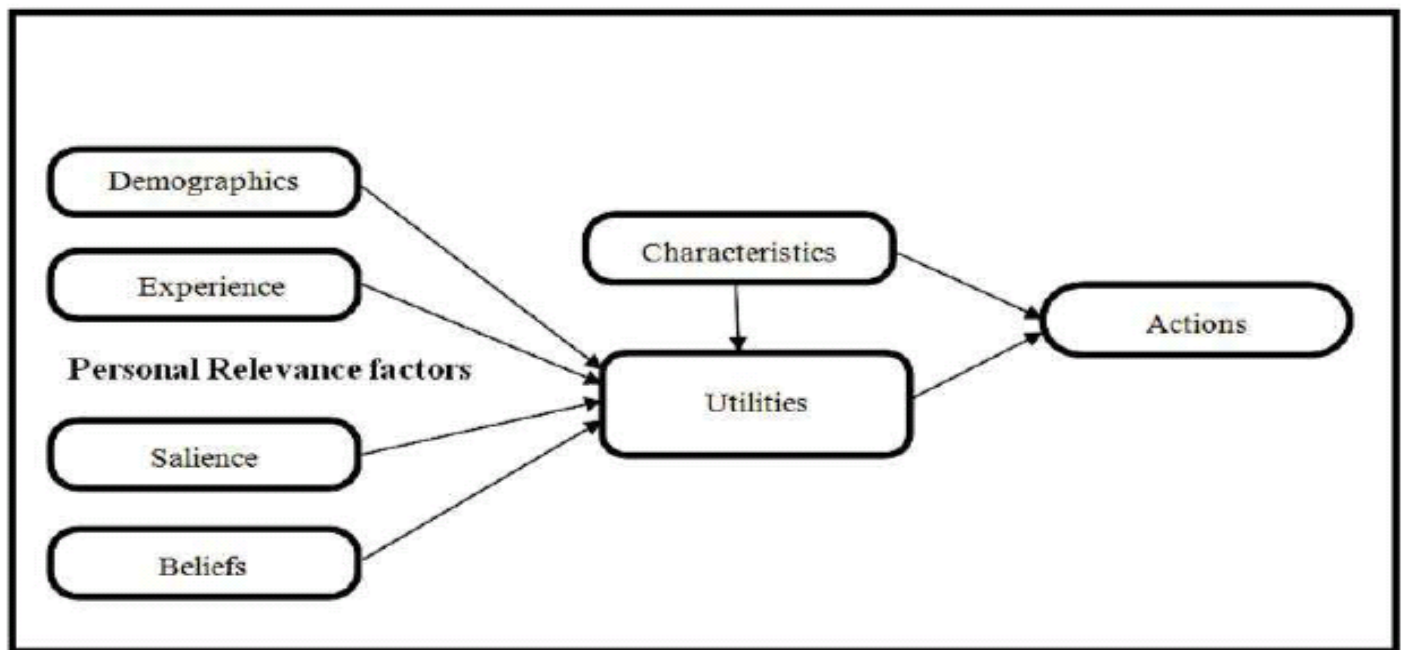 Demographics
Experience
Personal Relevance factors
Salience
Beliefs
Characteristics
Utilities
Actions